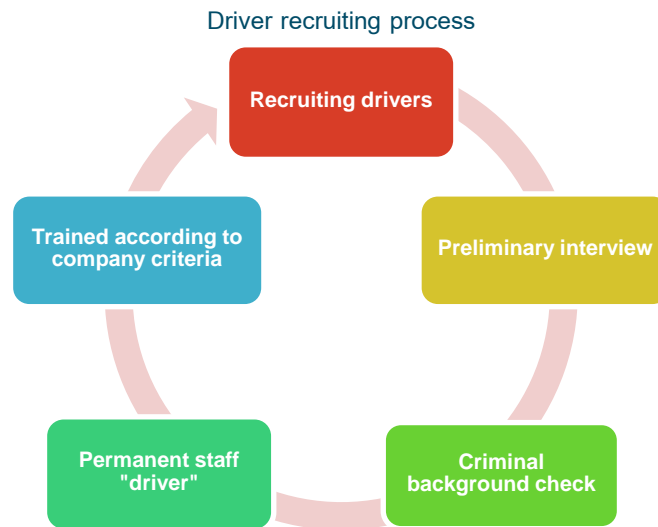 Driver recruiting process
Recruiting drivers
Preliminary interview
Criminal
background check
Permanent staff
"driver"
Trained according to
company criteria